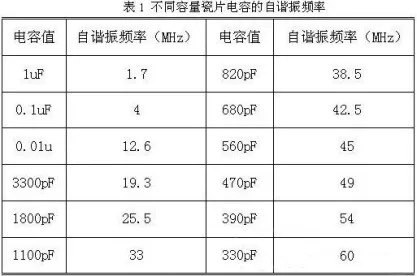 表1 不同容量瓷片电容的自谐振频率
电容值 自谐振频率（MHz） 电容值 自谐振频率（MHz）
1uF 1.7 820pF 38.5
0.1uF 4 680pF 42.5
0.01u 12.6 560pF 45
3300pF 19.3 470pF 49
1800pF 25.5 390pF 54
1100pF 33 330pF 60